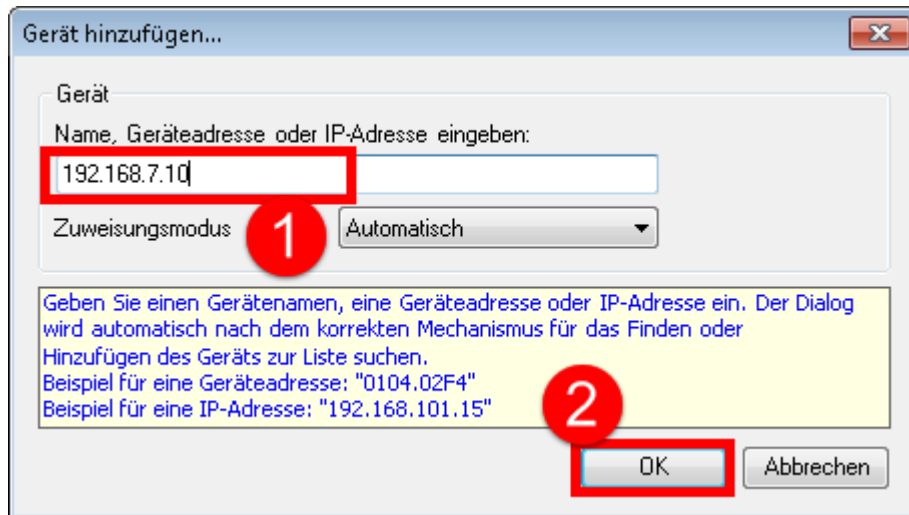 Gerät hinzufügen...
Gerät
Name, Geräteadresse oder IP-Adresse eingeben:
192.168.7.10
1
Zuweisungsmodus Automatisch
Geben Sie einen Gerätenamen, eine Geräteadresse oder IP-Adresse ein. Der Dialog
wird automatisch nach dem korrekten Mechanismus für das Finden oder
Hinzufügen des Geräts zur Liste suchen.
Beispiel für eine Geräteadresse: "0104.02F4"
Beispiel für eine IP-Adresse: "192.168.101.15"
2
OK Abbrechen